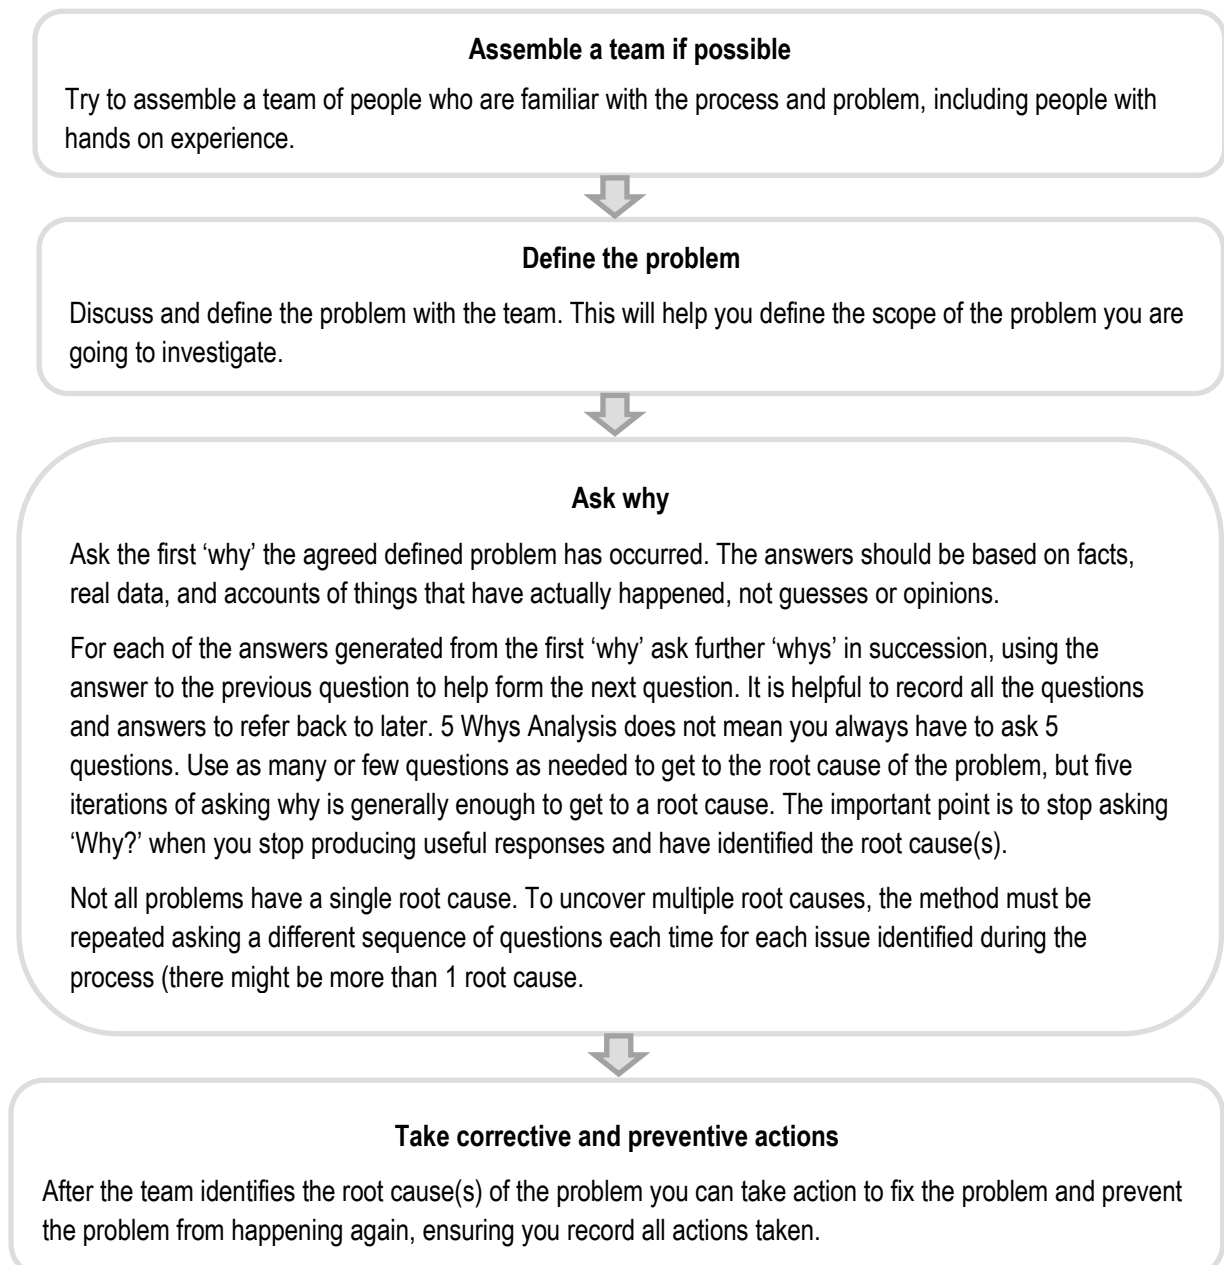 Assemble a team if possible
Try to assemble a team of people who are familiar with the process and problem, including people with
hands on experience.
Define the problem
Discuss and define the problem with the team. This will help you define the scope of the problem you are
going to investigate.
Ask why
Ask the first ‘why’ the agreed defined problem has occurred. The answers should be based on facts,
real data, and accounts of things that have actually happened, not guesses or opinions.
For each of the answers generated from the first ‘why’ ask further ‘whys’ in succession, using the
answer to the previous question to help form the next question. It is helpful to record all the questions
and answers to refer back to later. 5 Whys Analysis does not mean you always have to ask 5
questions. Use as many or few questions as needed to get to the root cause of the problem, but five
iterations of asking why is generally enough to get to a root cause. The important point is to stop asking
‘Why?’ when you stop producing useful responses and have identified the root cause(s).
Not all problems have a single root cause. To uncover multiple root causes, the method must be
repeated asking a different sequence of questions each time for each issue identified during the
process (there might be more than 1 root cause.
Take corrective and preventive actions
After the team identifies the root cause(s) of the problem you can take action to fix the problem and prevent
the problem from happening again, ensuring you record all actions taken.